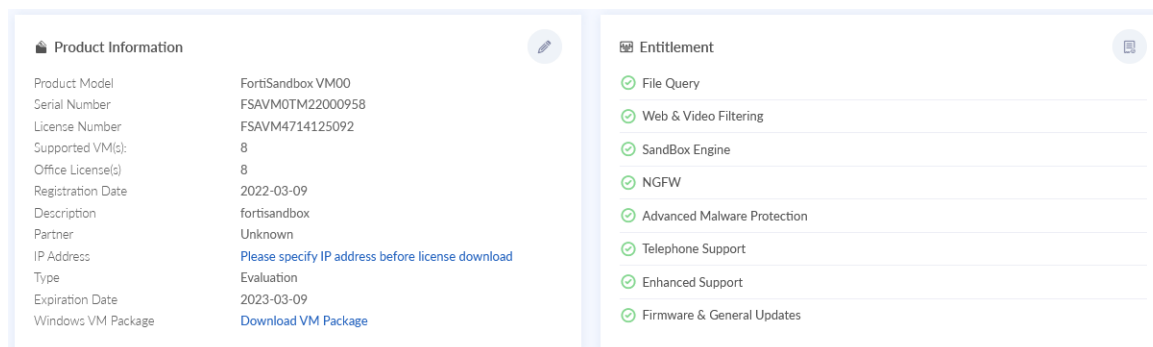 Product Information
Product Model FortiSandbox VM00
Serial Number FSAVM0TM22000958
License Number FSAVM4714125092
Supported VM(s): 8
Office License(s) 8
Registration Date 2022-03-09
Description fortisandbox
Partner Unknown
IP Address Please specify IP address before license download
Type Evaluation
Expiration Date 2023-03-09
Windows VM Package Download VM Package
Entitlement
File Query
Web & Video Filtering
SandBox Engine
NGFW
Advanced Malware Protection
Telephone Support
Enhanced Support
Firmware & General Updates